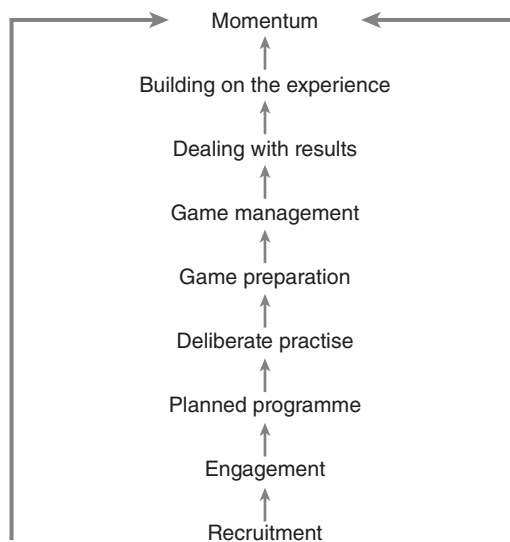 Momentum
Building on the experience
Dealing with results
Game management
Game preparation
Deliberate practise
Planned programme
Engagement
Recruitment